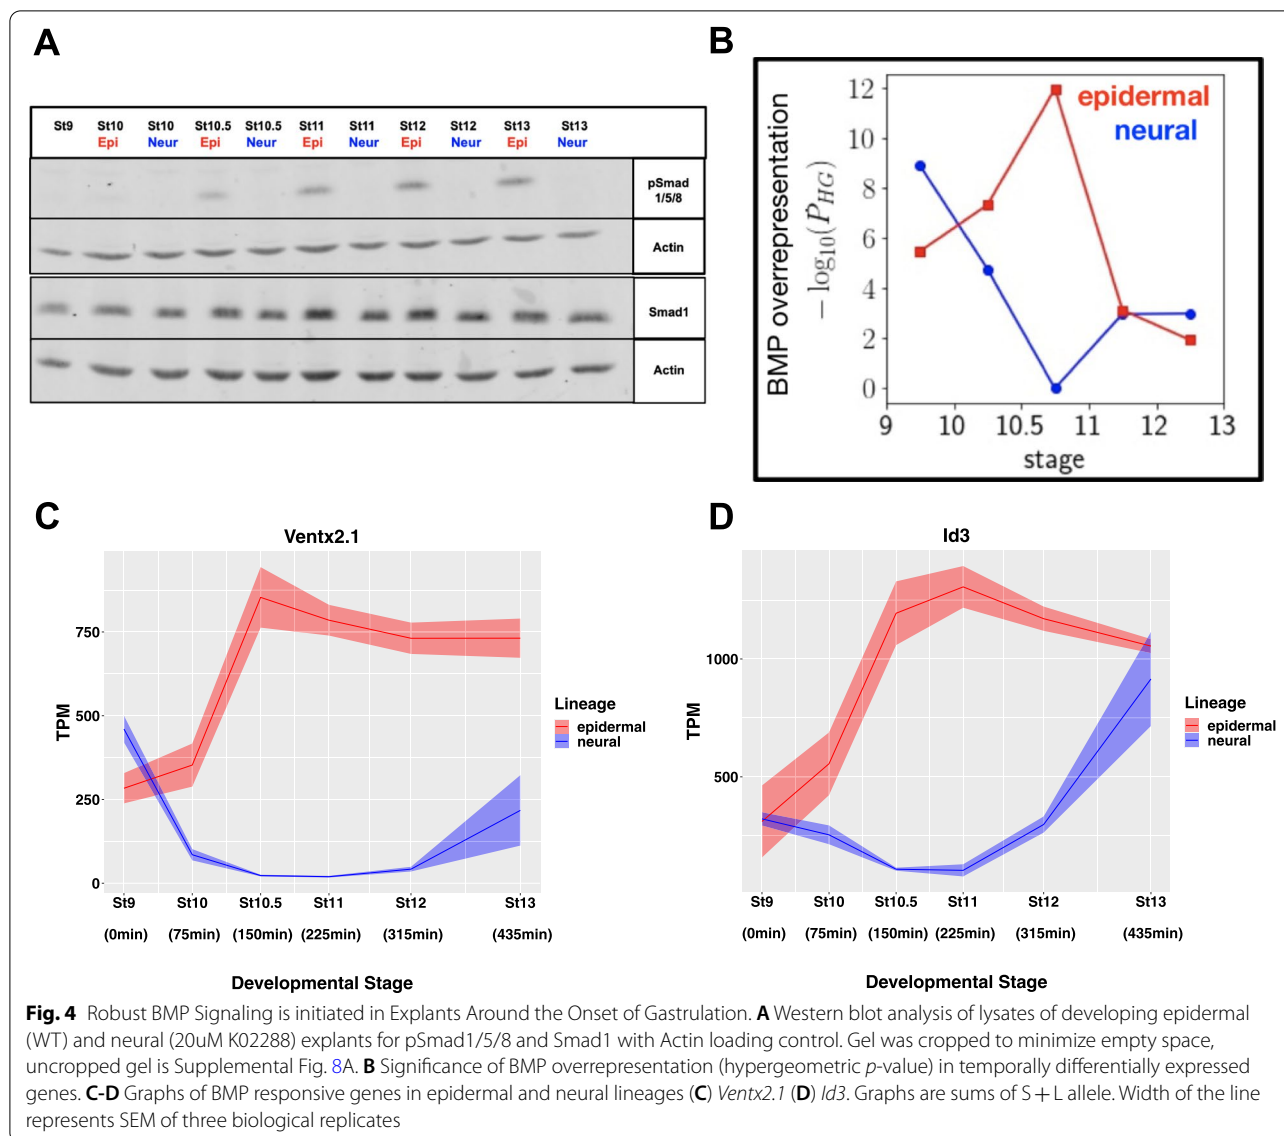 A
St9 St10 St10 St10.5 St10.5 St11 St11 St12 St12 St13 St13
Epi Neur Epi Neur Epi Neur Epi Neur Epi Neur
pSmad
1/5/8
Actin
Smad1
Actin
B
BMP overrepresentation
− log10(PHG)
12
10
8
6
4
2
0
epidermal
neural
9 10 10.5 11 12 13
stage
C
Ventx2.1
TPM
750
500
250
0
St9 St10 St10.5 St11 St12 St13
(0min) (75min) (150min) (225min) (315min) (435min)
Developmental Stage
Lineage
epidermal
neural
D
Id3
TPM
1000
500
St9 St10 St10.5 St11 St12 St13
(0min) (75min) (150min) (225min) (315min) (435min)
Developmental Stage
Lineage
epidermal
neural
Fig. 4 Robust BMP Signaling is initiated in Explants Around the Onset of Gastrulation. A Western blot analysis of lysates of developing epidermal
(WT) and neural (20uM K02288) explants for pSmad1/5/8 and Smad1 with Actin loading control. Gel was cropped to minimize empty space,
uncropped gel is Supplemental Fig. 8A. B Significance of BMP overrepresentation (hypergeometric p-value) in temporally differentially expressed
genes. C-D Graphs of BMP responsive genes in epidermal and neural lineages (C) Ventx2.1 (D) Id3. Graphs are sums of S + L allele. Width of the line
represents SEM of three biological replicates